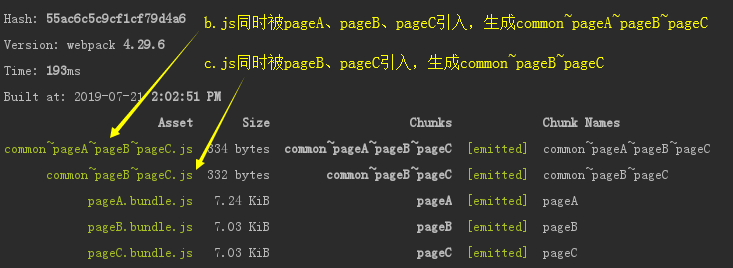 Hash: 55ac6c5c9cf1cf79d4a6
b.js同时被pageA、pageB、pageC引入，生成common~pageA~pageB~pageC
Version: webpack 4.29.6
c.js同时被pageB、pageC引入，生成common~pageB~pageC
Time: 193ms
Built at: 2019-07-21 2:02:51 PM
Asset Size Chunks Chunk Names
common~pageA~pageB~pageC.js 334 bytes common~pageA~pageB~pageC [emitted] common~pageA~pageB~pageC
common~pageB~pageC.js 332 bytes common~pageB~pageC [emitted] common~pageB~pageC
pageA.bundle.js 7.24 KiB pageA [emitted] pageA
pageB.bundle.js 7.03 KiB pageB [emitted] pageB
pageC.bundle.js 7.03 KiB pageC [emitted] pageC